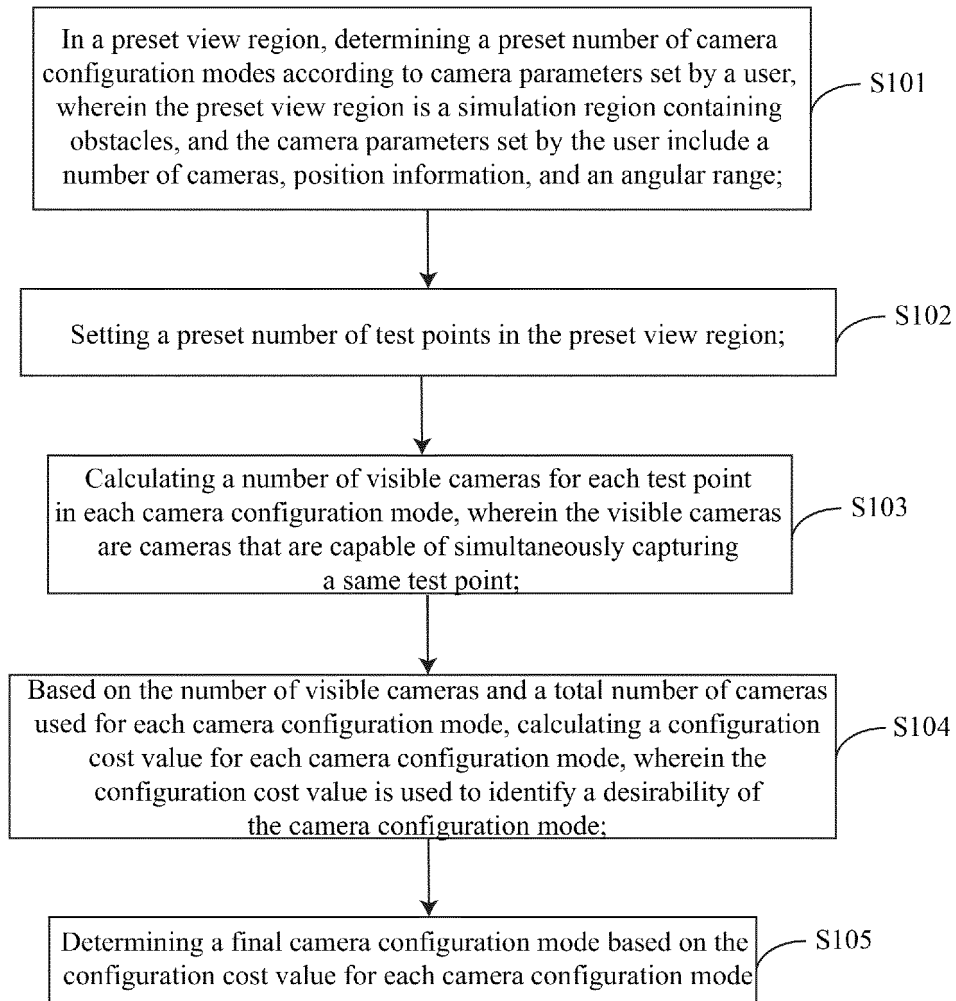 In a preset view region, determining a preset number of camera
configuration modes according to camera parameters set by a user,
wherein the preset view region is a simulation region containing
obstacles, and the camera parameters set by the user include a
number of cameras, position information, and an angular range;
S101
Setting a preset number of test points in the preset view region;
S102
Calculating a number of visible cameras for each test point
in each camera configuration mode, wherein the visible cameras
are cameras that are capable of simultaneously capturing
a same test point;
S103
Based on the number of visible cameras and a total number of cameras
used for each camera configuration mode, calculating a configuration
cost value for each camera configuration mode, wherein the
configuration cost value is used to identify a desirability of
the camera configuration mode;
S104
Determining a final camera configuration mode based on the
configuration cost value for each camera configuration mode
S105